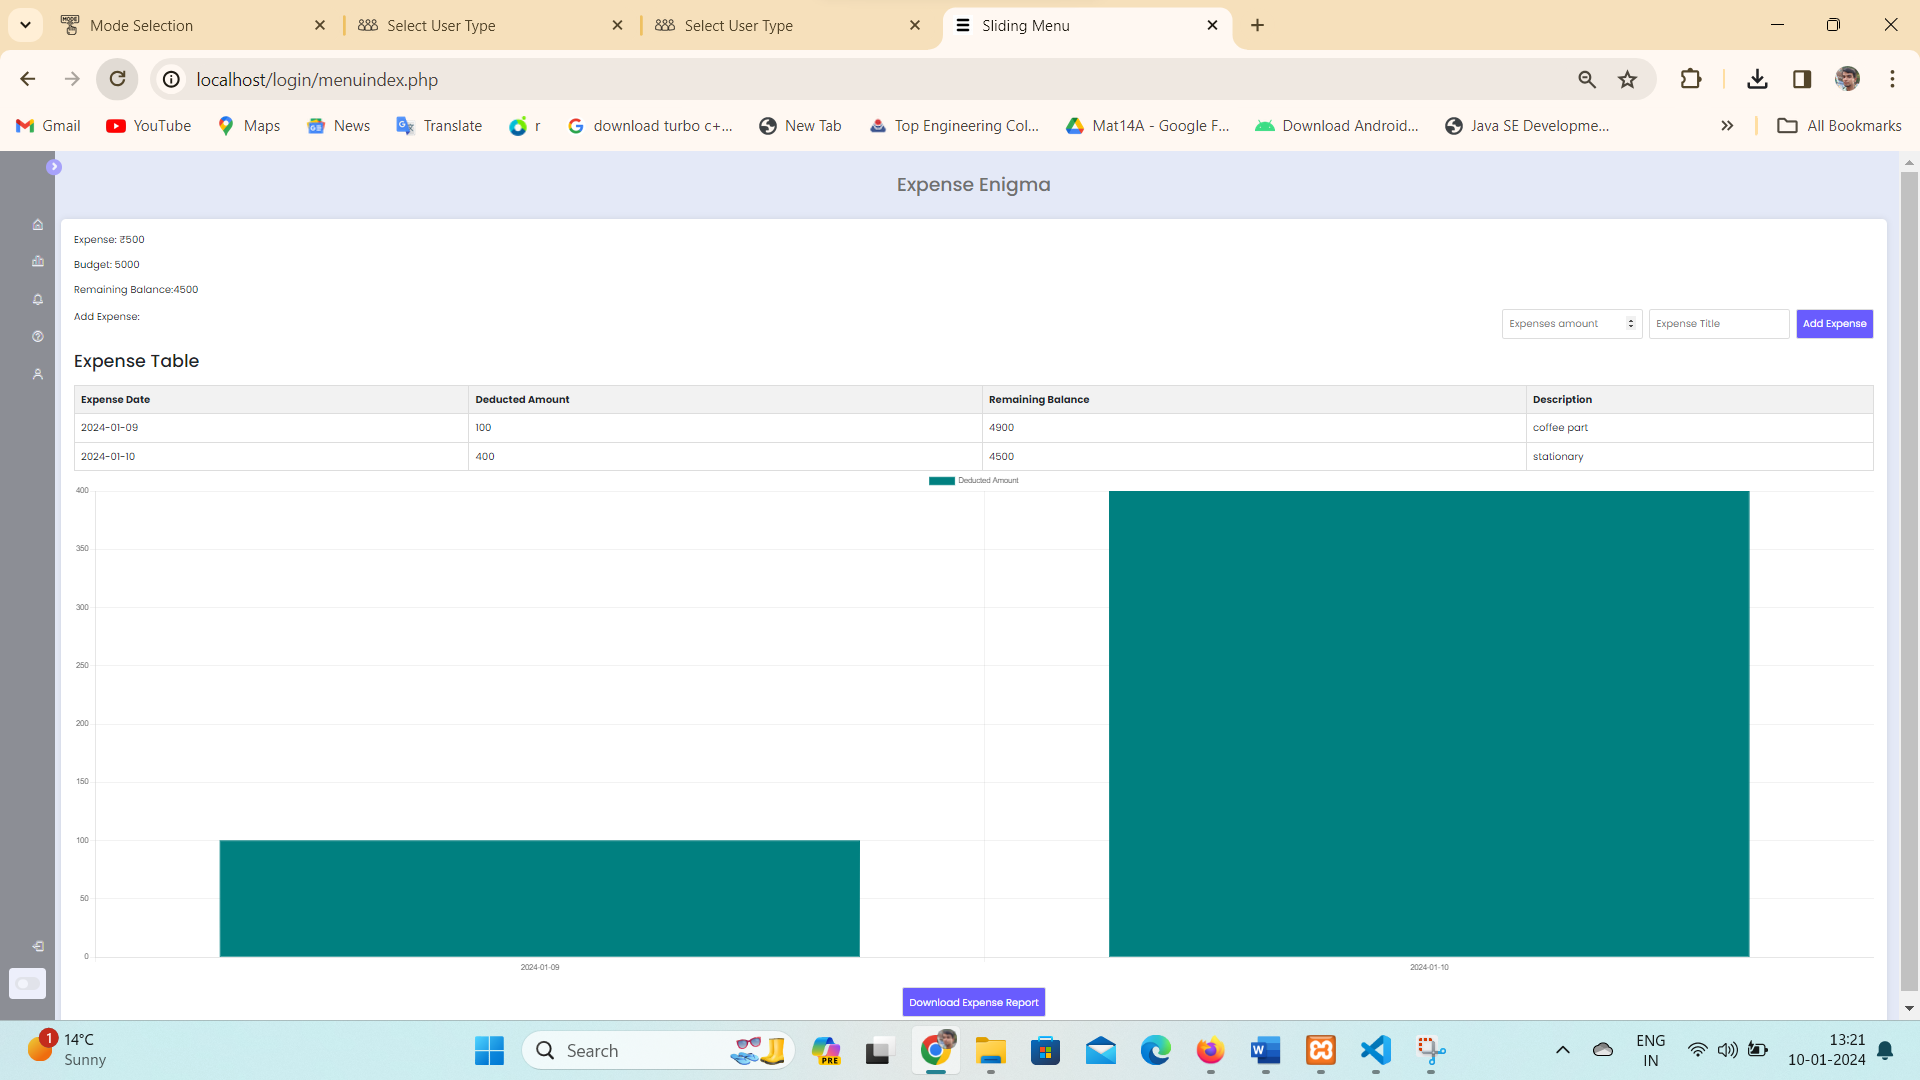 Mode Selection
Select User Type
Select User Type
Sliding Menu
localhost/login/menuindex.php
Gmail YouTube Maps News Translate r download turbo c+... New Tab Top Engineering Col... Mat14A - Google F... Download Android... Java SE Developme... All Bookmarks
Expense Enigma
Expense: ₹500
Budget: 5000
Remaining Balance:4500
Add Expense: Expenses amount Expense Title Add Expense
Expense Table
Expense Date Deducted Amount Remaining Balance Description
2024-01-09 100 4900 coffee part
2024-01-10 400 4500 stationary
Deducted Amount
400
350
300
250
200
150
100
50
0
2024-01-09 2024-01-10
Download Expense Report
1 14°C
Sunny
Search
PRE
ENG
IN
13:21
10-01-2024